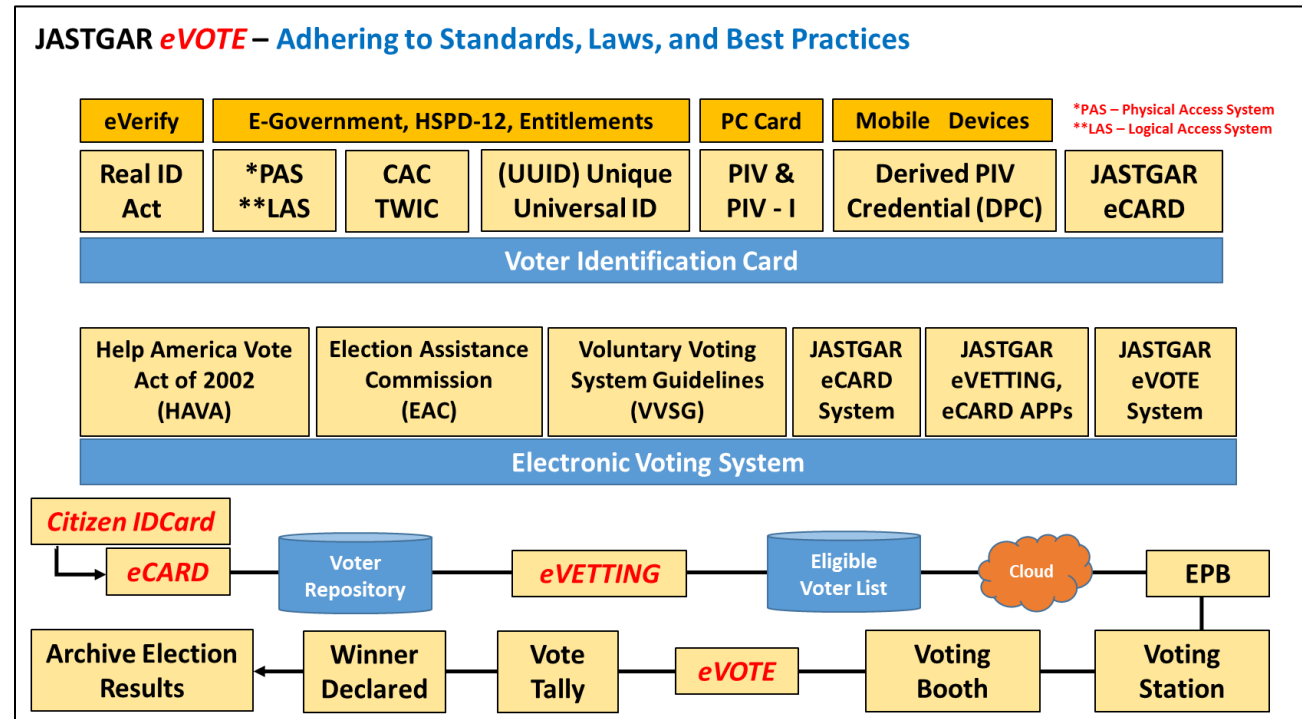 JASTGAR eVOTE – Adhering to Standards, Laws, and Best Practices
eVerify
E-Government, HSPD-12, Entitlements
PC Card
Mobile Devices
*PAS – Physical Access System
**LAS – Logical Access System
Real ID
Act
*PAS
**LAS
CAC
TWIC
(UUID) Unique
Universal ID
PIV &
PIV - I
Derived PIV
Credential (DPC)
JASTGAR
eCARD
Voter Identification Card
Help America Vote
Act of 2002
(HAVA)
Election Assistance
Commission
(EAC)
Voluntary Voting
System Guidelines
(VVSG)
JASTGAR
eCARD
System
JASTGAR
eVETTING,
eCARD APPs
JASTGAR
eVOTE
System
Electronic Voting System
Citizen IDCard
eCARD
Voter
Repository
eVETTING
Eligible
Voter List
Cloud
EPB
Archive Election
Results
Winner
Declared
Vote
Tally
eVOTE
Voting
Booth
Voting
Station